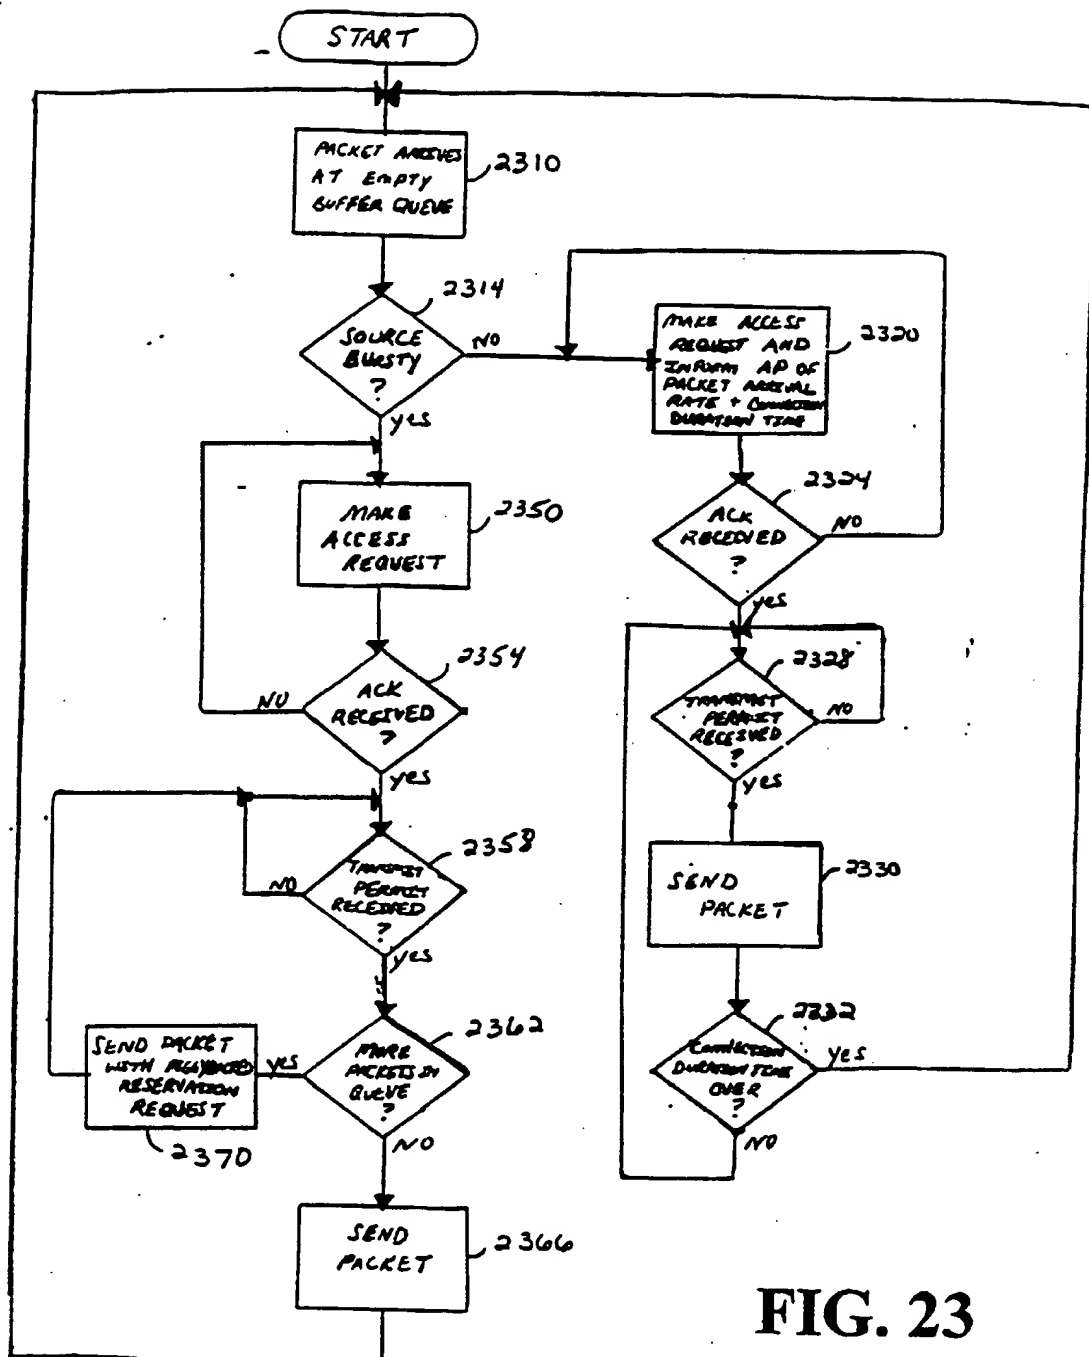 START
PACKET ARRIVES
AT EMPTY
BUFFER QUEUE
2310
2314
SOURCE
BURSTY
?
NO
yes
MAKE ACCESS
REQUEST AND
INFORM AP OF
PACKET ARRIVAL
RATE + CONNECTION
DURATION TIME
2320
2324
ACK
RECEIVED
?
NO
yes
MAKE
ACCESS
REQUEST
2350
2354
ACK
RECEIVED
?
NO
yes
2328
TRANSMIT
PERMIT
RECEIVED
?
NO
yes
2358
TRANSMIT
PERMIT
RECEIVED
?
NO
yes
SEND
PACKET
2330
2332
CONNECTION
DURATION TIME
OVER
?
yes
NO
2362
MORE
PACKETS IN
QUEUE
?
yes
NO
SEND PACKET
WITH PIGGYBACKED
RESERVATION
REQUEST
2370
SEND
PACKET
2366
FIG. 23